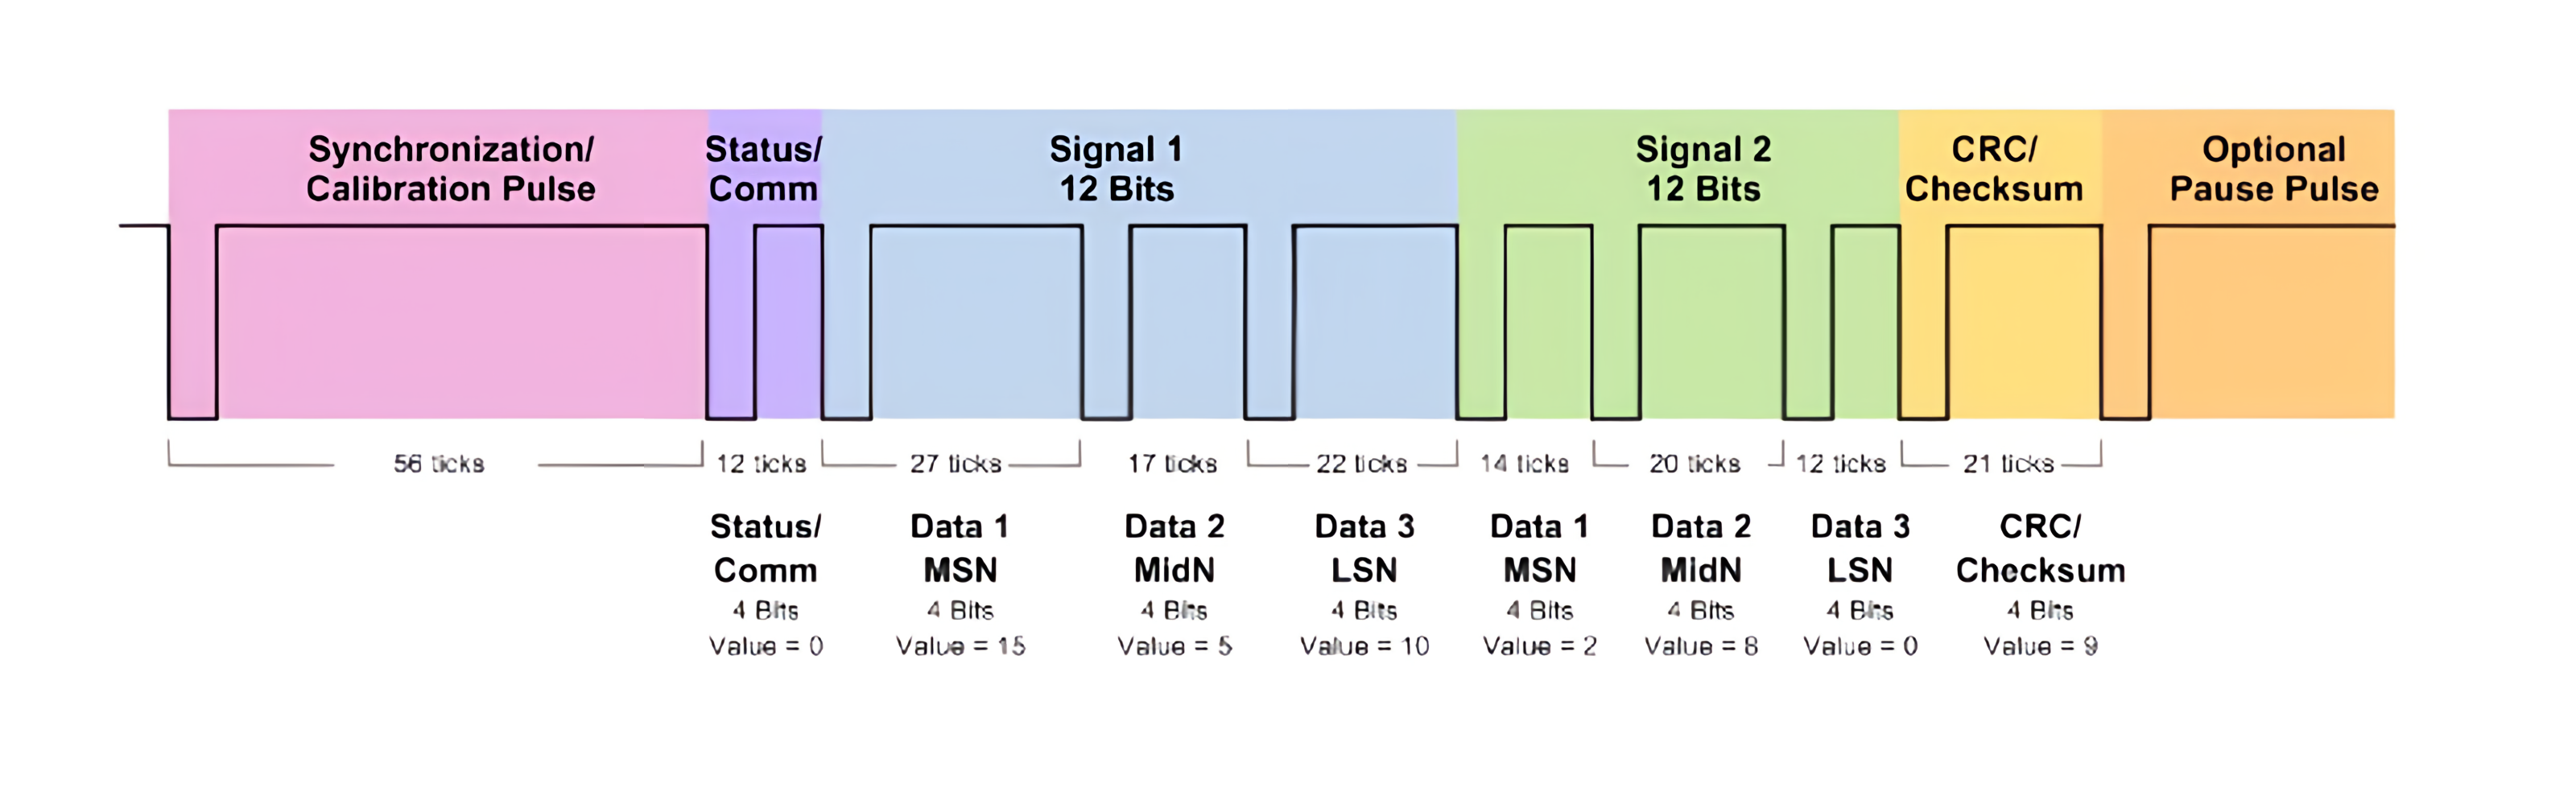 Synchronization/
Calibration Pulse
Status/
Comm
Signal 1
12 Bits
Signal 2
12 Bits
CRC/
Checksum
Optional
Pause Pulse
56 ticks
12 ticks
27 ticks
17 ticks
22 ticks
14 ticks
20 ticks
12 ticks
21 ticks
Status/
Comm
4 Bits
Value = 0
Data 1
MSN
4 Bits
Value = 15
Data 2
MidN
4 Bits
Value = 5
Data 3
LSN
4 Bits
Value = 10
Data 1
MSN
4 Bits
Value = 2
Data 2
MidN
4 Bits
Value = 8
Data 3
LSN
4 Bits
Value = 0
CRC/
Checksum
4 Bits
Value = 9